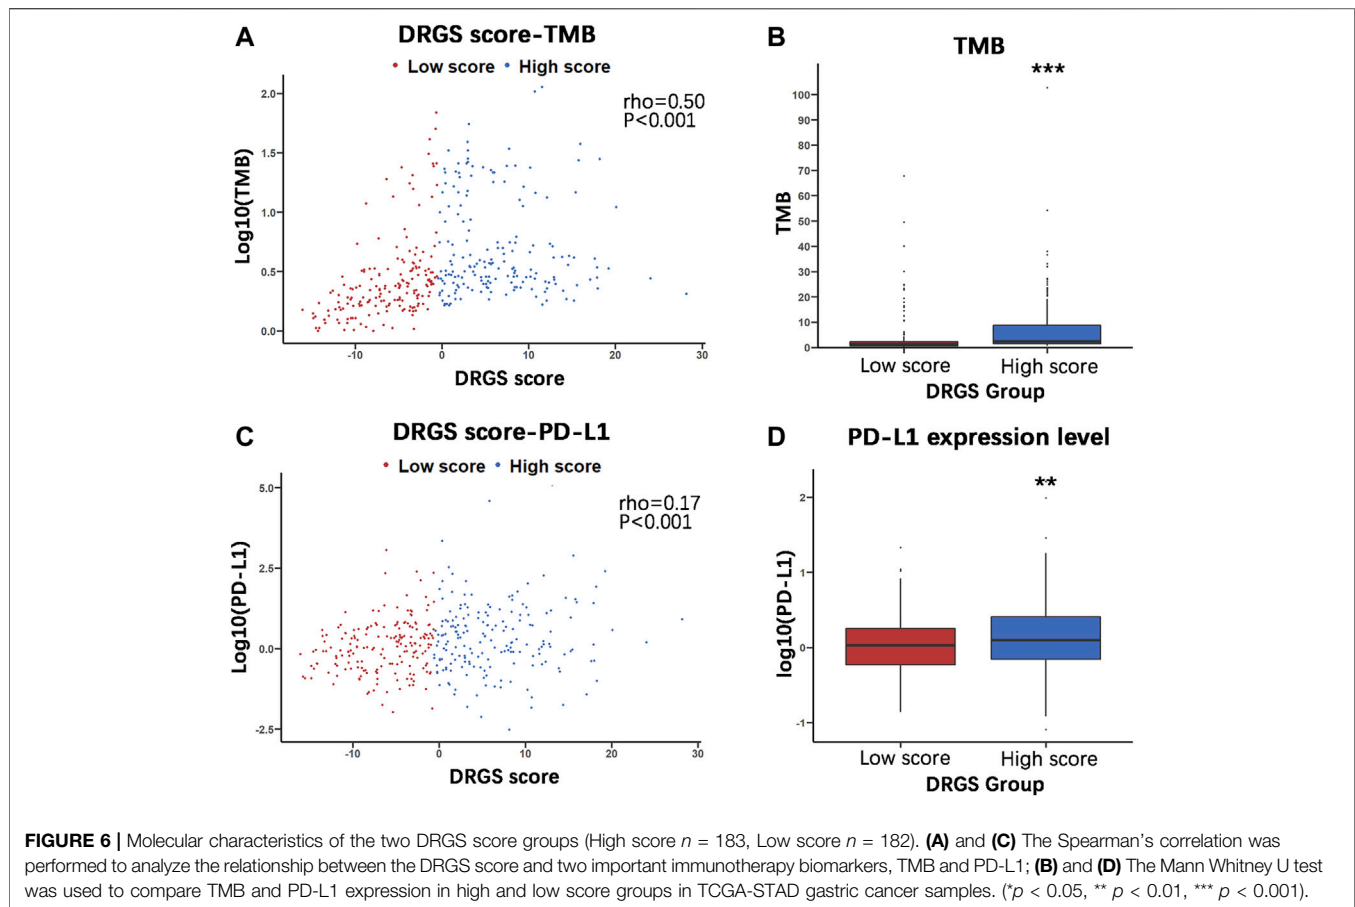 A
DRGS score-TMB
Low score High score
rho=0.50
P<0.001
2.0
1.5
1.0
0.5
0.0
Log10(TMB)
-10 0 10 20 30
DRGS score
B
TMB
***
100
90
80
70
60
50
40
30
20
10
0
TMB
Low score High score
DRGS Group
C
DRGS score-PD-L1
Low score High score
rho=0.17
P<0.001
5.0
2.5
0.0
-2.5
Log10(PD-L1)
-10 0 10 20 30
DRGS score
D
PD-L1 expression level
**
2
1
0
-1
log10(PD-L1)
Low score High score
DRGS Group
FIGURE 6 | Molecular characteristics of the two DRGS score groups (High score n = 183, Low score n = 182). (A) and (C) The Spearman's correlation was
performed to analyze the relationship between the DRGS score and two important immunotherapy biomarkers, TMB and PD-L1; (B) and (D) The Mann Whitney U test
was used to compare TMB and PD-L1 expression in high and low score groups in TCGA-STAD gastric cancer samples. (*p < 0.05, ** p < 0.01, *** p < 0.001).